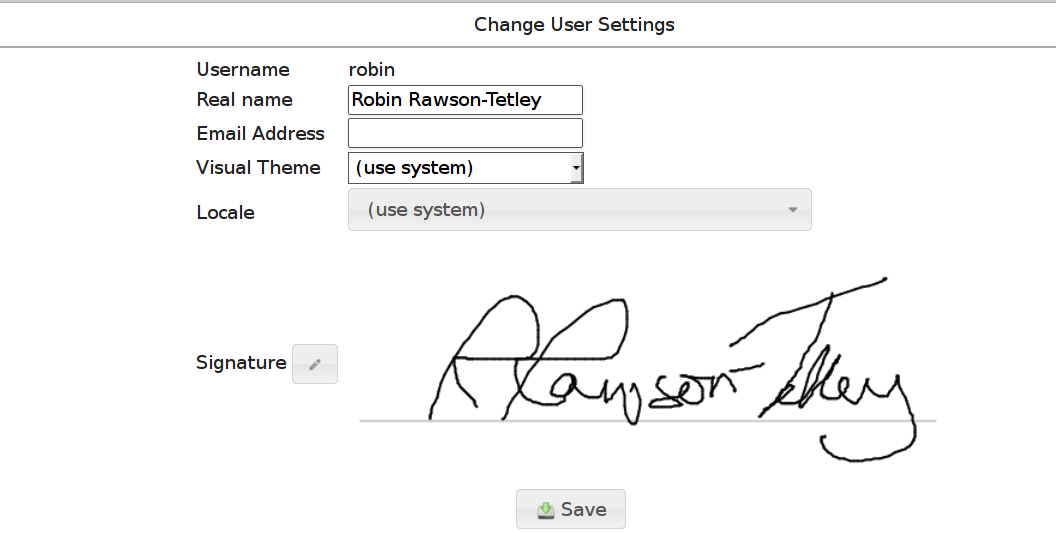 Change User Settings
Username robin
Real name Robin Rawson-Tetley
Email Address
Visual Theme (use system)
Locale (use system)
Signature R Rawson-Tetley
Save